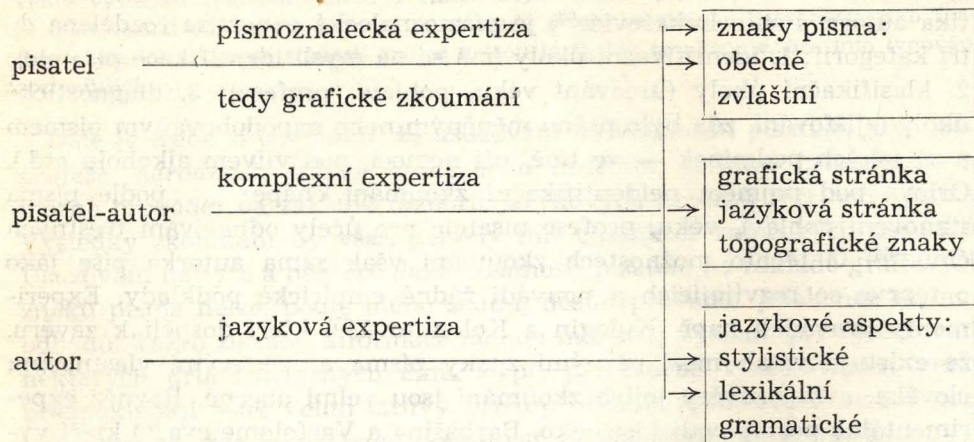 písmoznalecká expertiza
znaky písma:
pisatel
obecné
tedy grafické zkoumání
zvláštní
komplexní expertiza
grafická stránka
pisatel-autor
jazyková stránka
topografické znaky
jazyková expertiza
jazykové aspekty:
autor
stylistické
lexikální
gramatické